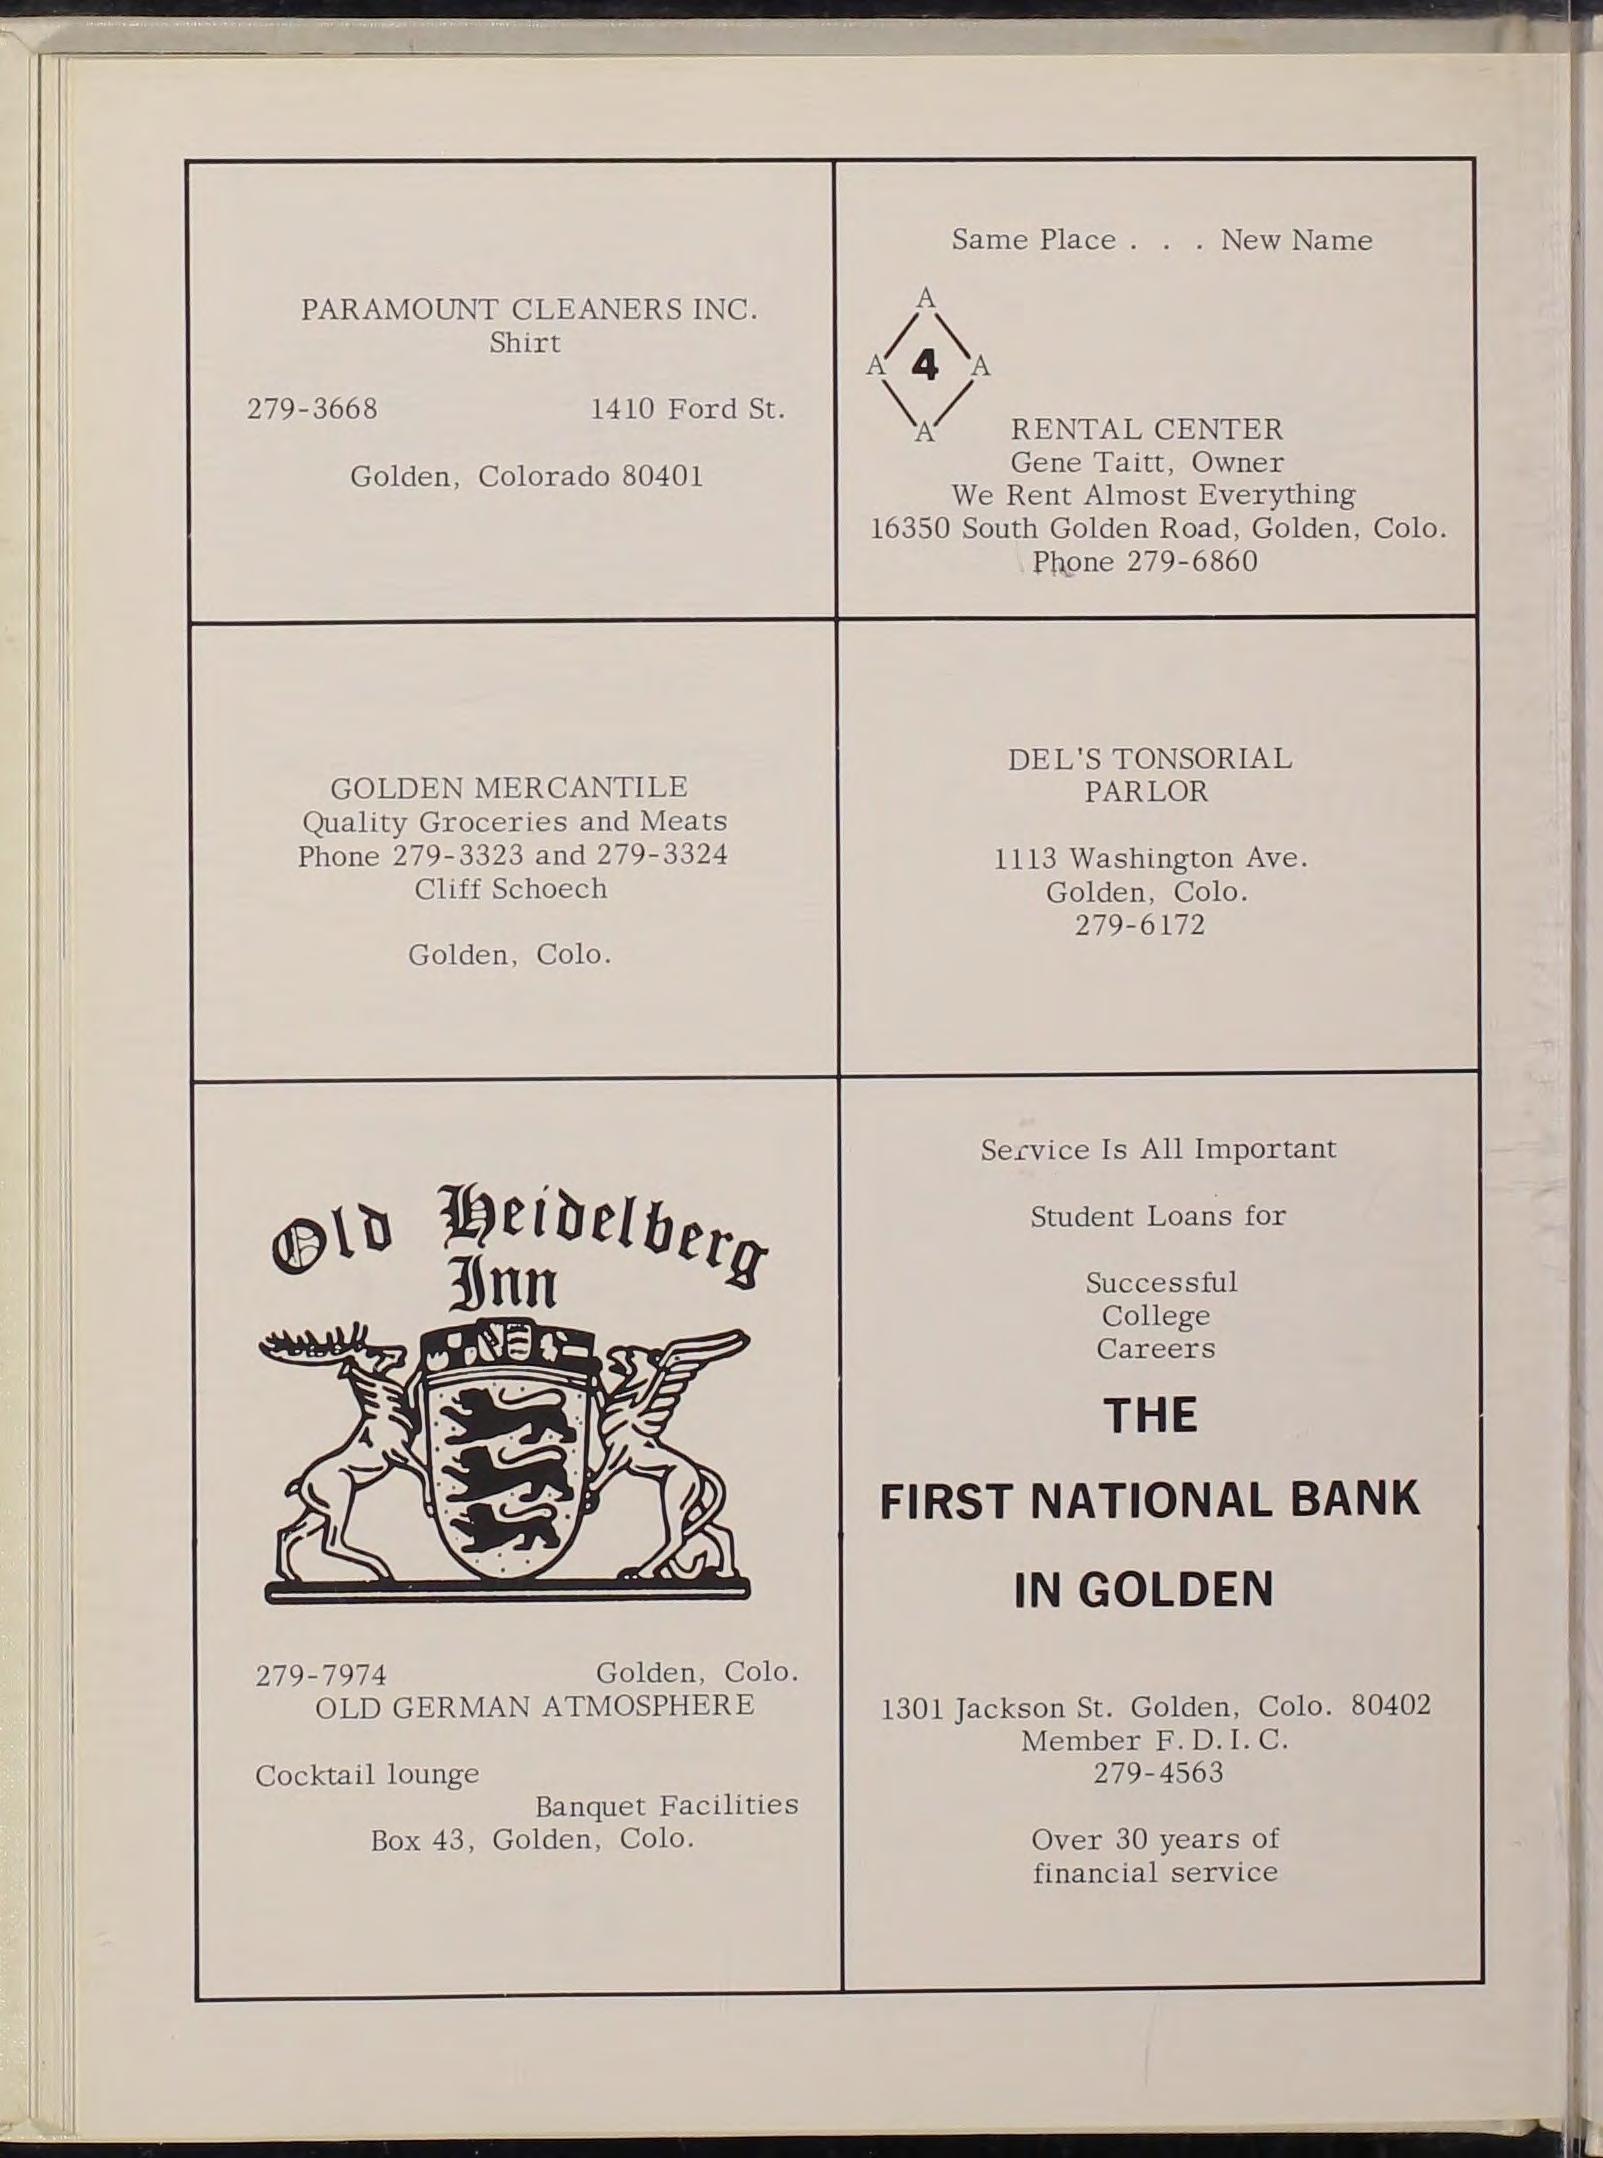 PARAMOUNT CLEANERS INC.
Shirt
279-3668 1410 Ford St.
Golden, Colorado 80401
Same Place . . . New Name
A
A 4 A
A
RENTAL CENTER
Gene Taitt, Owner
We Rent Almost Everything
16350 South Golden Road, Golden, Colo.
Phone 279-6860
GOLDEN MERCANTILE
Quality Groceries and Meats
Phone 279-3323 and 279-3324
Cliff Schoech
Golden, Colo.
DEL'S TONSORIAL
PARLOR
1113 Washington Ave.
Golden, Colo.
279-6172
Old Heidelberg
Inn
279-7974 Golden, Colo.
OLD GERMAN ATMOSPHERE
Cocktail lounge
Banquet Facilities
Box 43, Golden, Colo.
Service Is All Important
Student Loans for
Successful
College
Careers
THE
FIRST NATIONAL BANK
IN GOLDEN
1301 Jackson St. Golden, Colo. 80402
Member F. D. I. C.
279-4563
Over 30 years of
financial service